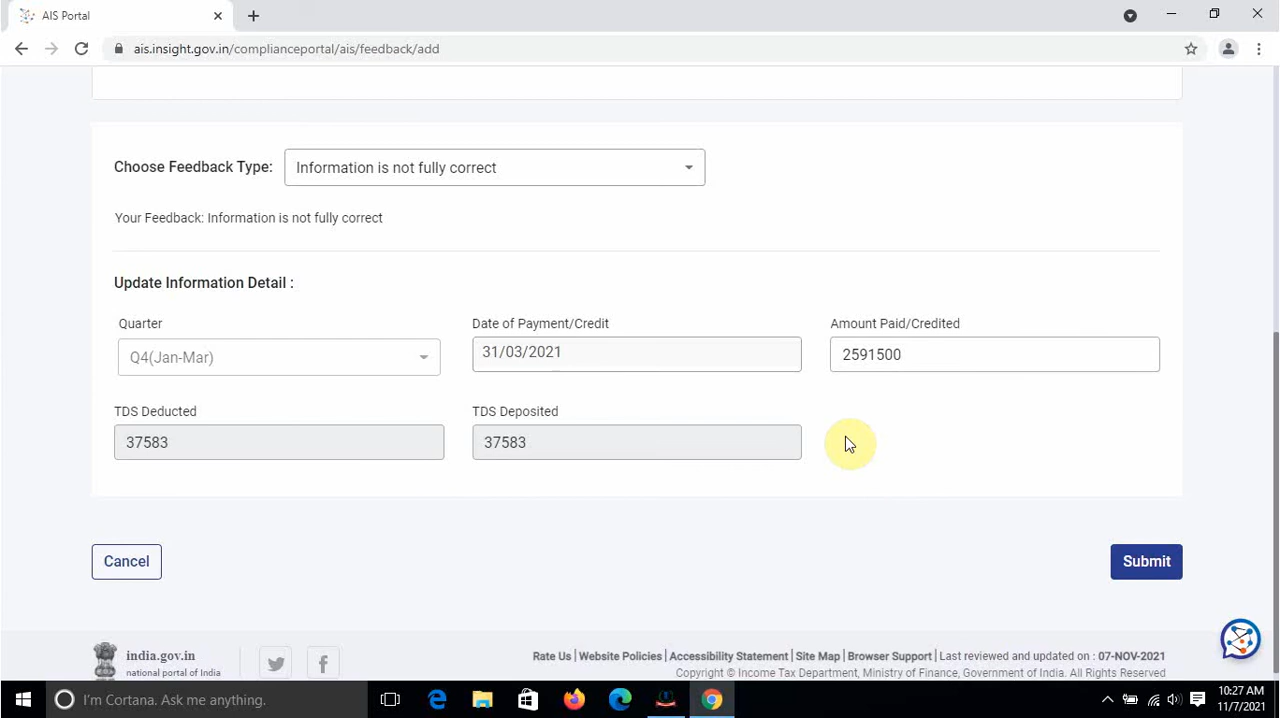 AIS Portal
ais.insight.gov.in/complianceportal/ais/feedback/add
Choose Feedback Type: Information is not fully correct
Your Feedback: Information is not fully correct
Update Information Detail :
Quarter Date of Payment/Credit Amount Paid/Credited
Q4(Jan-Mar) 31/03/2021 2591500
TDS Deducted TDS Deposited
37583 37583
Cancel Submit
india.gov.in
national portal of India
Rate Us | Website Policies | Accessibility Statement | Site Map | Browser Support | Last reviewed and updated on : 07-NOV-2021
Copyright © Income Tax Department, Ministry of Finance, Government of India. All Rights Reserved
I'm Cortana. Ask me anything.
10:27 AM
11/7/2021